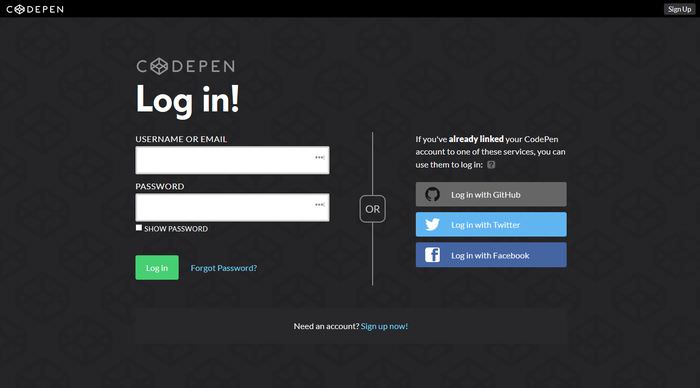 CODEPEN
Sign Up
CODEPEN
Log in!
USERNAME OR EMAIL
PASSWORD
SHOW PASSWORD
Log in
Forgot Password?
OR
If you've already linked your CodePen
account to one of these services, you can
use them to log in: ?
Log in with GitHub
Log in with Twitter
Log in with Facebook
Need an account? Sign up now!